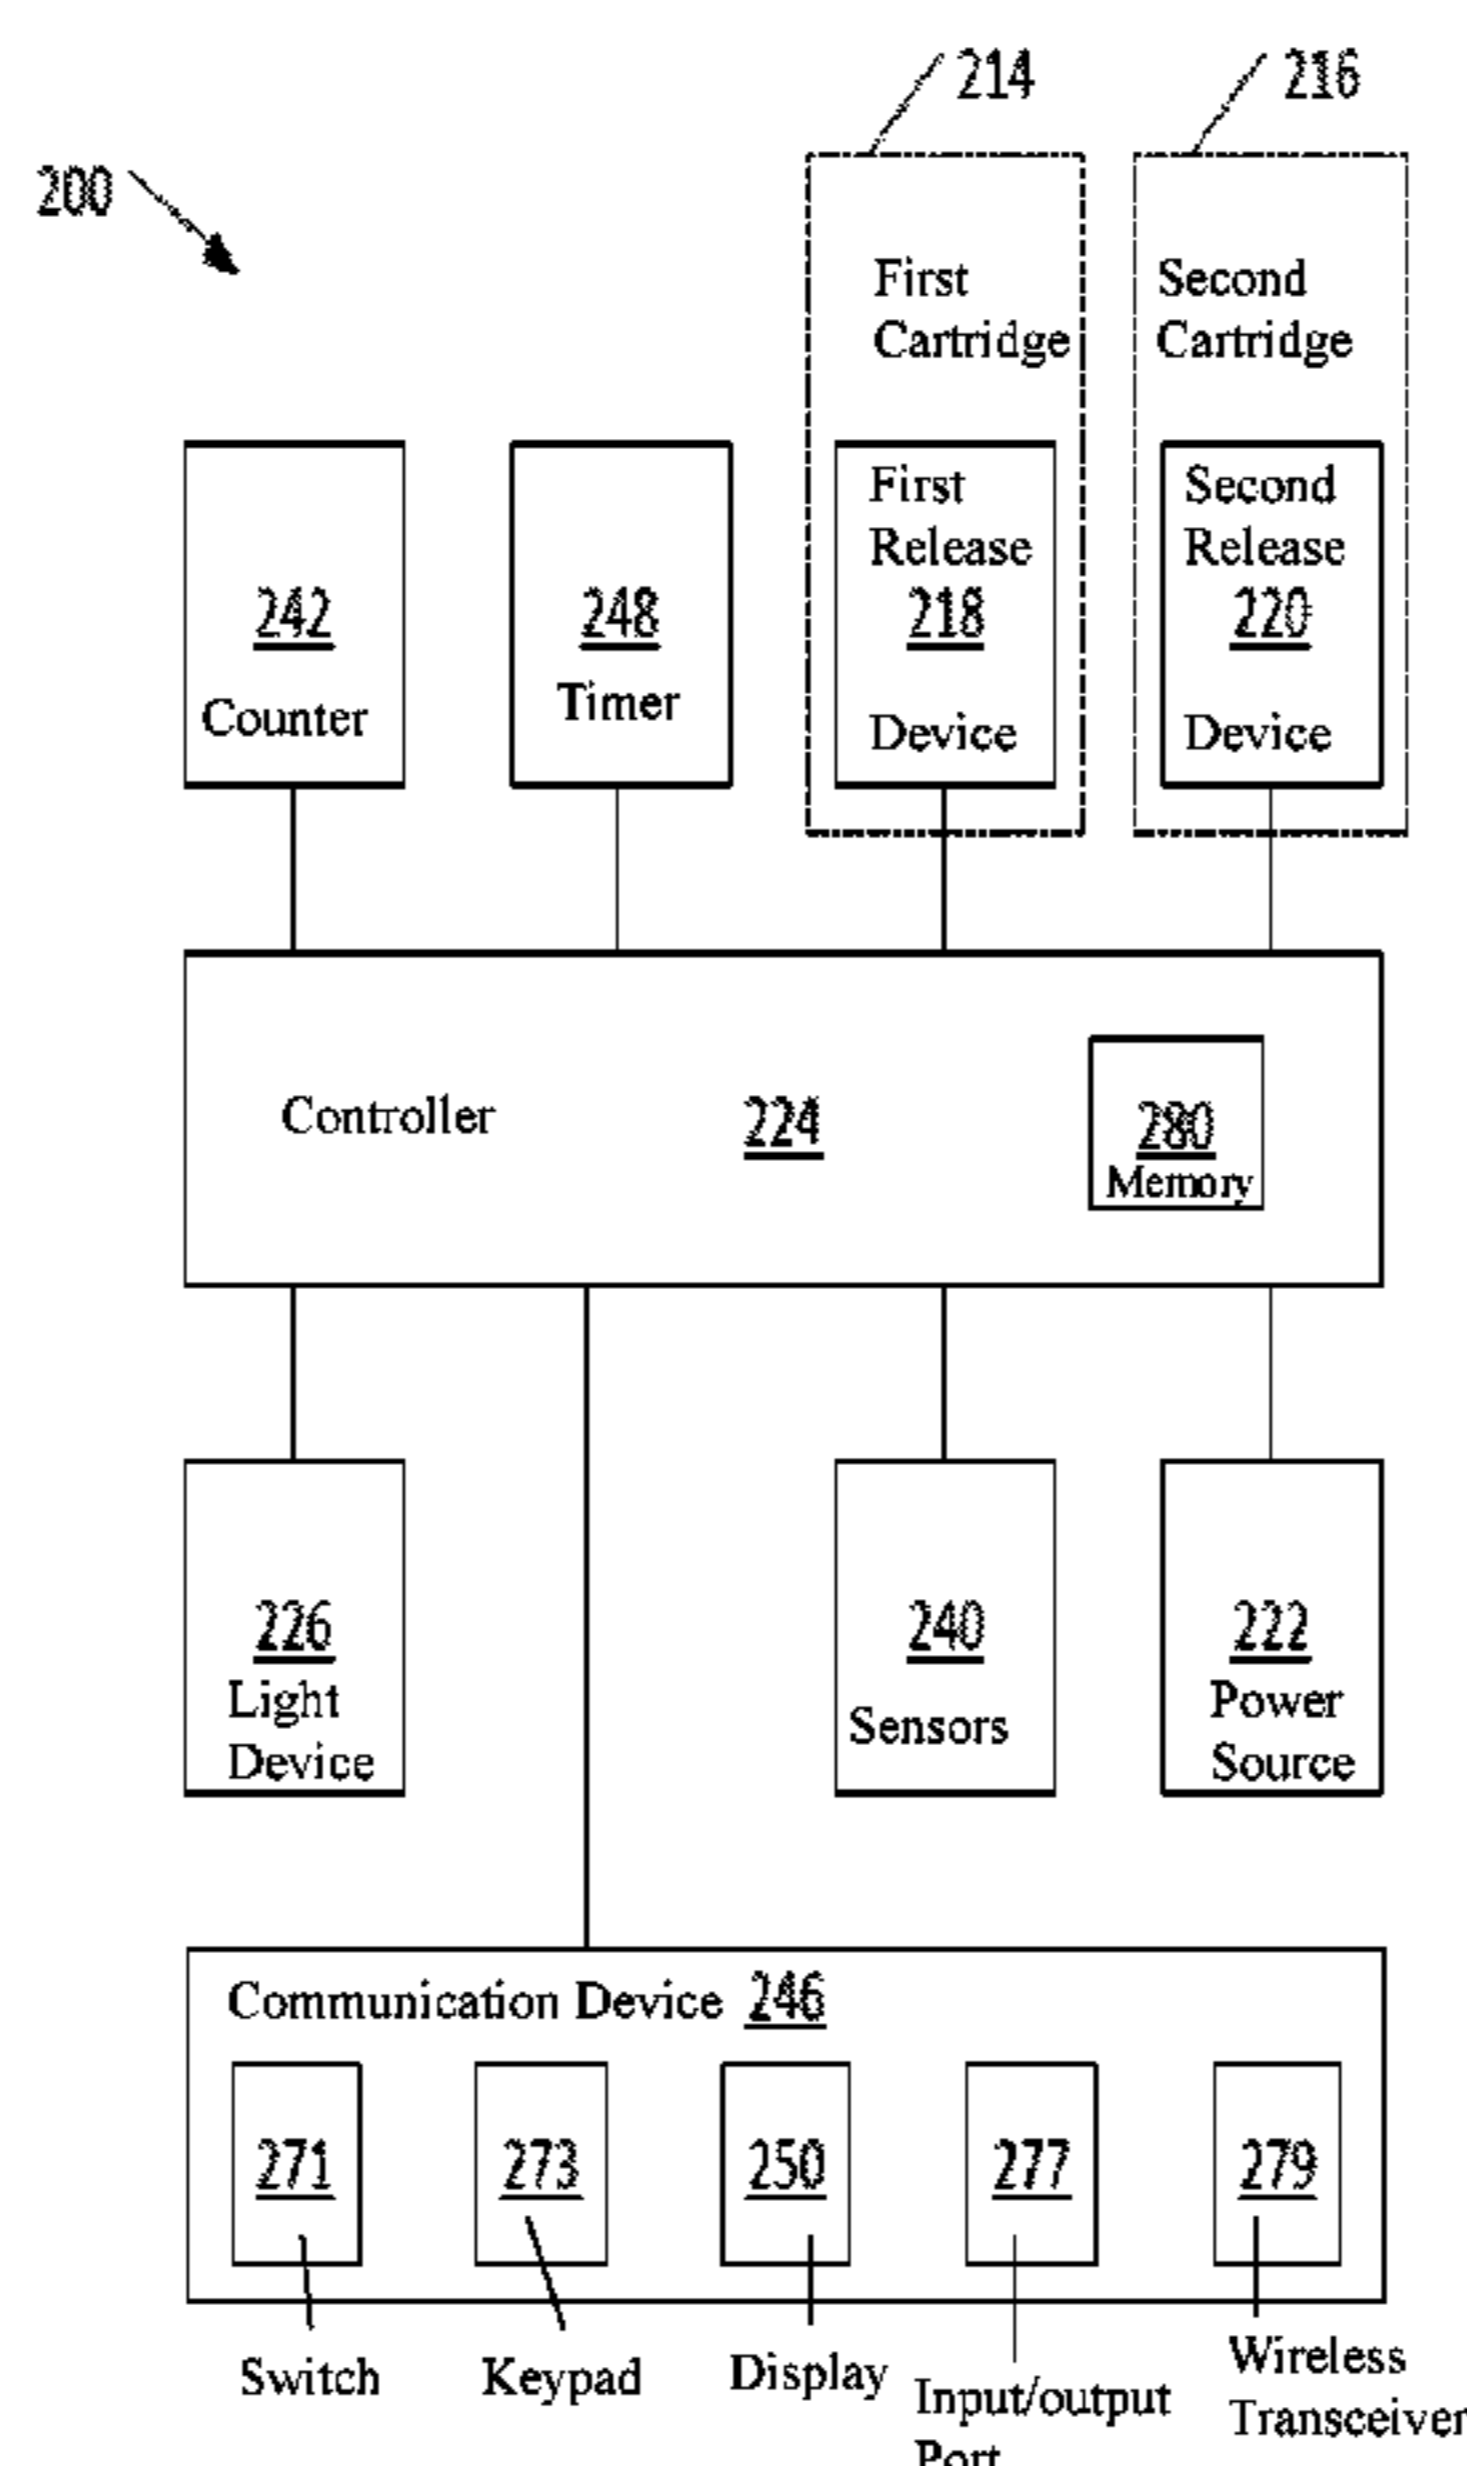 214
216
200
First
Cartridge
Second
Cartridge
242
Counter
248
Timer
First
Release
218
Device
Second
Release
220
Device
Controller
224
280
Memory
226
Light
Device
240
Sensors
222
Power
Source
Communication Device 246
271
273
250
277
279
Switch
Keypad
Display
Input/output
Port
Wireless
Transceiver